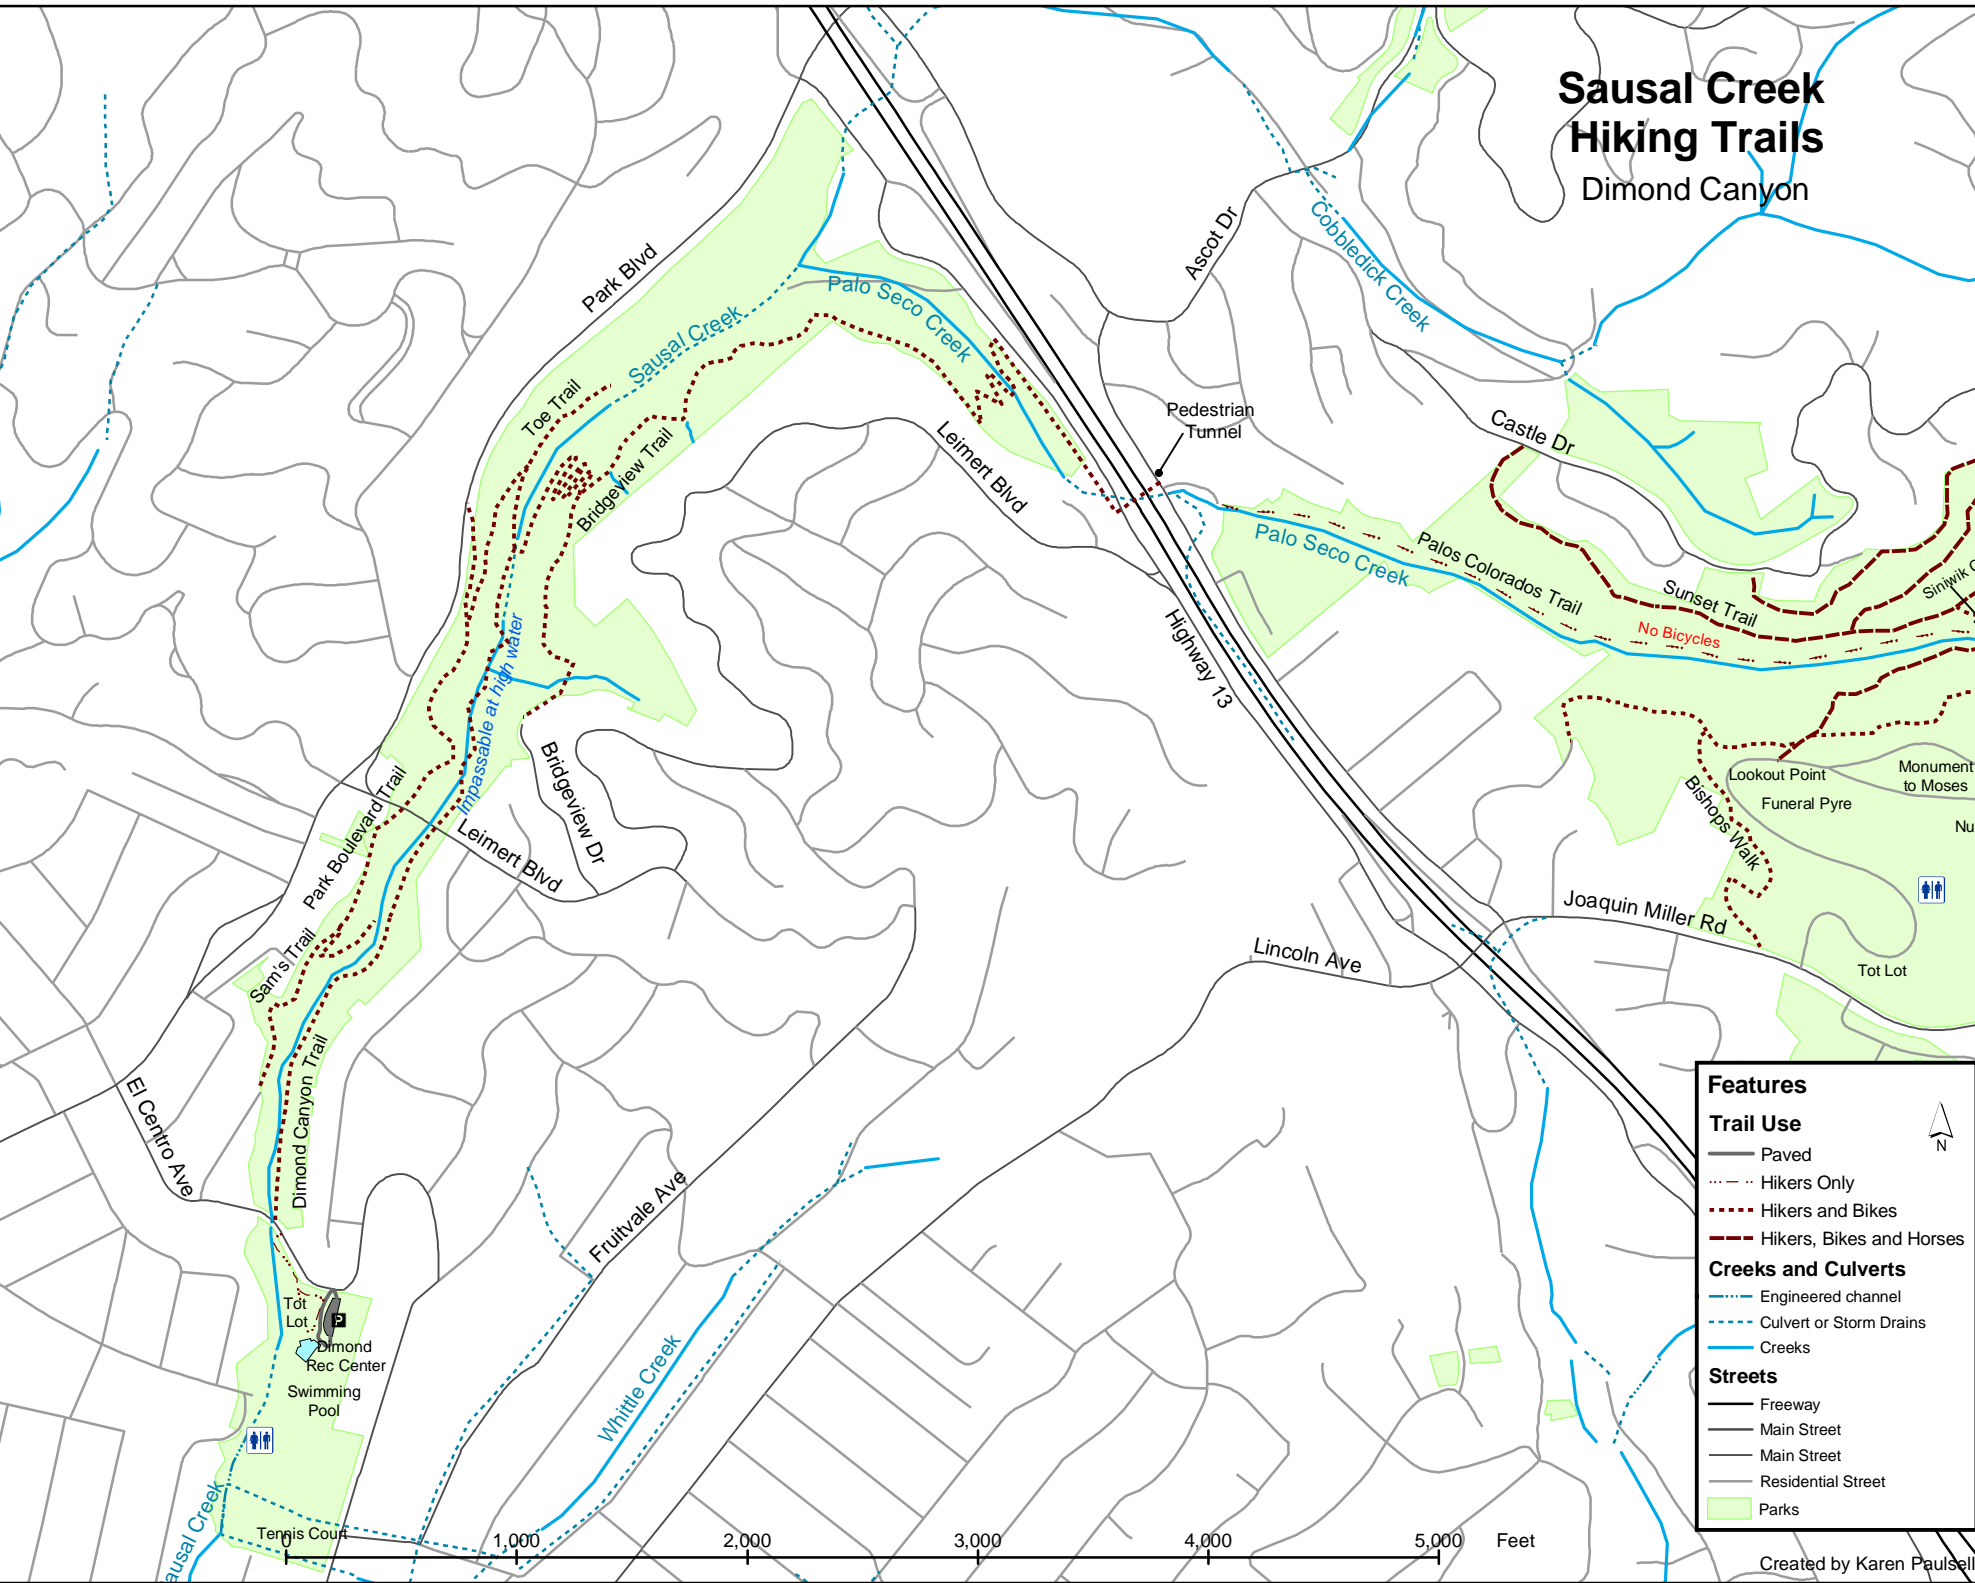 Sausal Creek
Hiking Trails
Dimond Canyon
Park Blvd
Ascot Dr
Cobbledick Creek
Palo Seco Creek
Sausal Creek
Toe Trail
Bridgeview Trail
Pedestrian
Tunnel
Castle Dr
Leimert Blvd
Palo Seco Creek
Palos Colorados Trail
Sunset Trail
Siniwik
No Bicycles
Highway 13
Impassable at high water
Bridgeview Dr
Park Boulevard Trail
Leimert Blvd
Lookout Point
Monument
to Moses
Funeral Pyre
Nu
Bishops Walk
Joaquin Miller Rd
Lincoln Ave
Tot Lot
Sam's Trail
Dimond Canyon Trail
El Centro Ave
Fruitvale Ave
Tot
Lot
P
Dimond
Rec Center
Swimming
Pool
Whittle Creek
ausal Creek
Tennis Court
0 1,000 2,000 3,000 4,000 5,000 Feet
Features
Trail Use
N
Paved
Hikers Only
Hikers and Bikes
Hikers, Bikes and Horses
Creeks and Culverts
Engineered channel
Culvert or Storm Drains
Creeks
Streets
Freeway
Main Street
Main Street
Residential Street
Parks
Created by Karen Paulsell